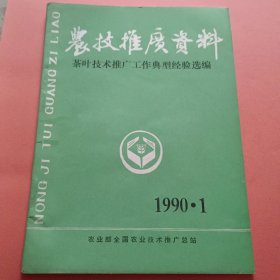 農技推廣資料
茶叶技术推广工作典型经验选编
NONG JI TUI GUANG ZI LIAO
1990·1
农业部全国农业技术推广总站